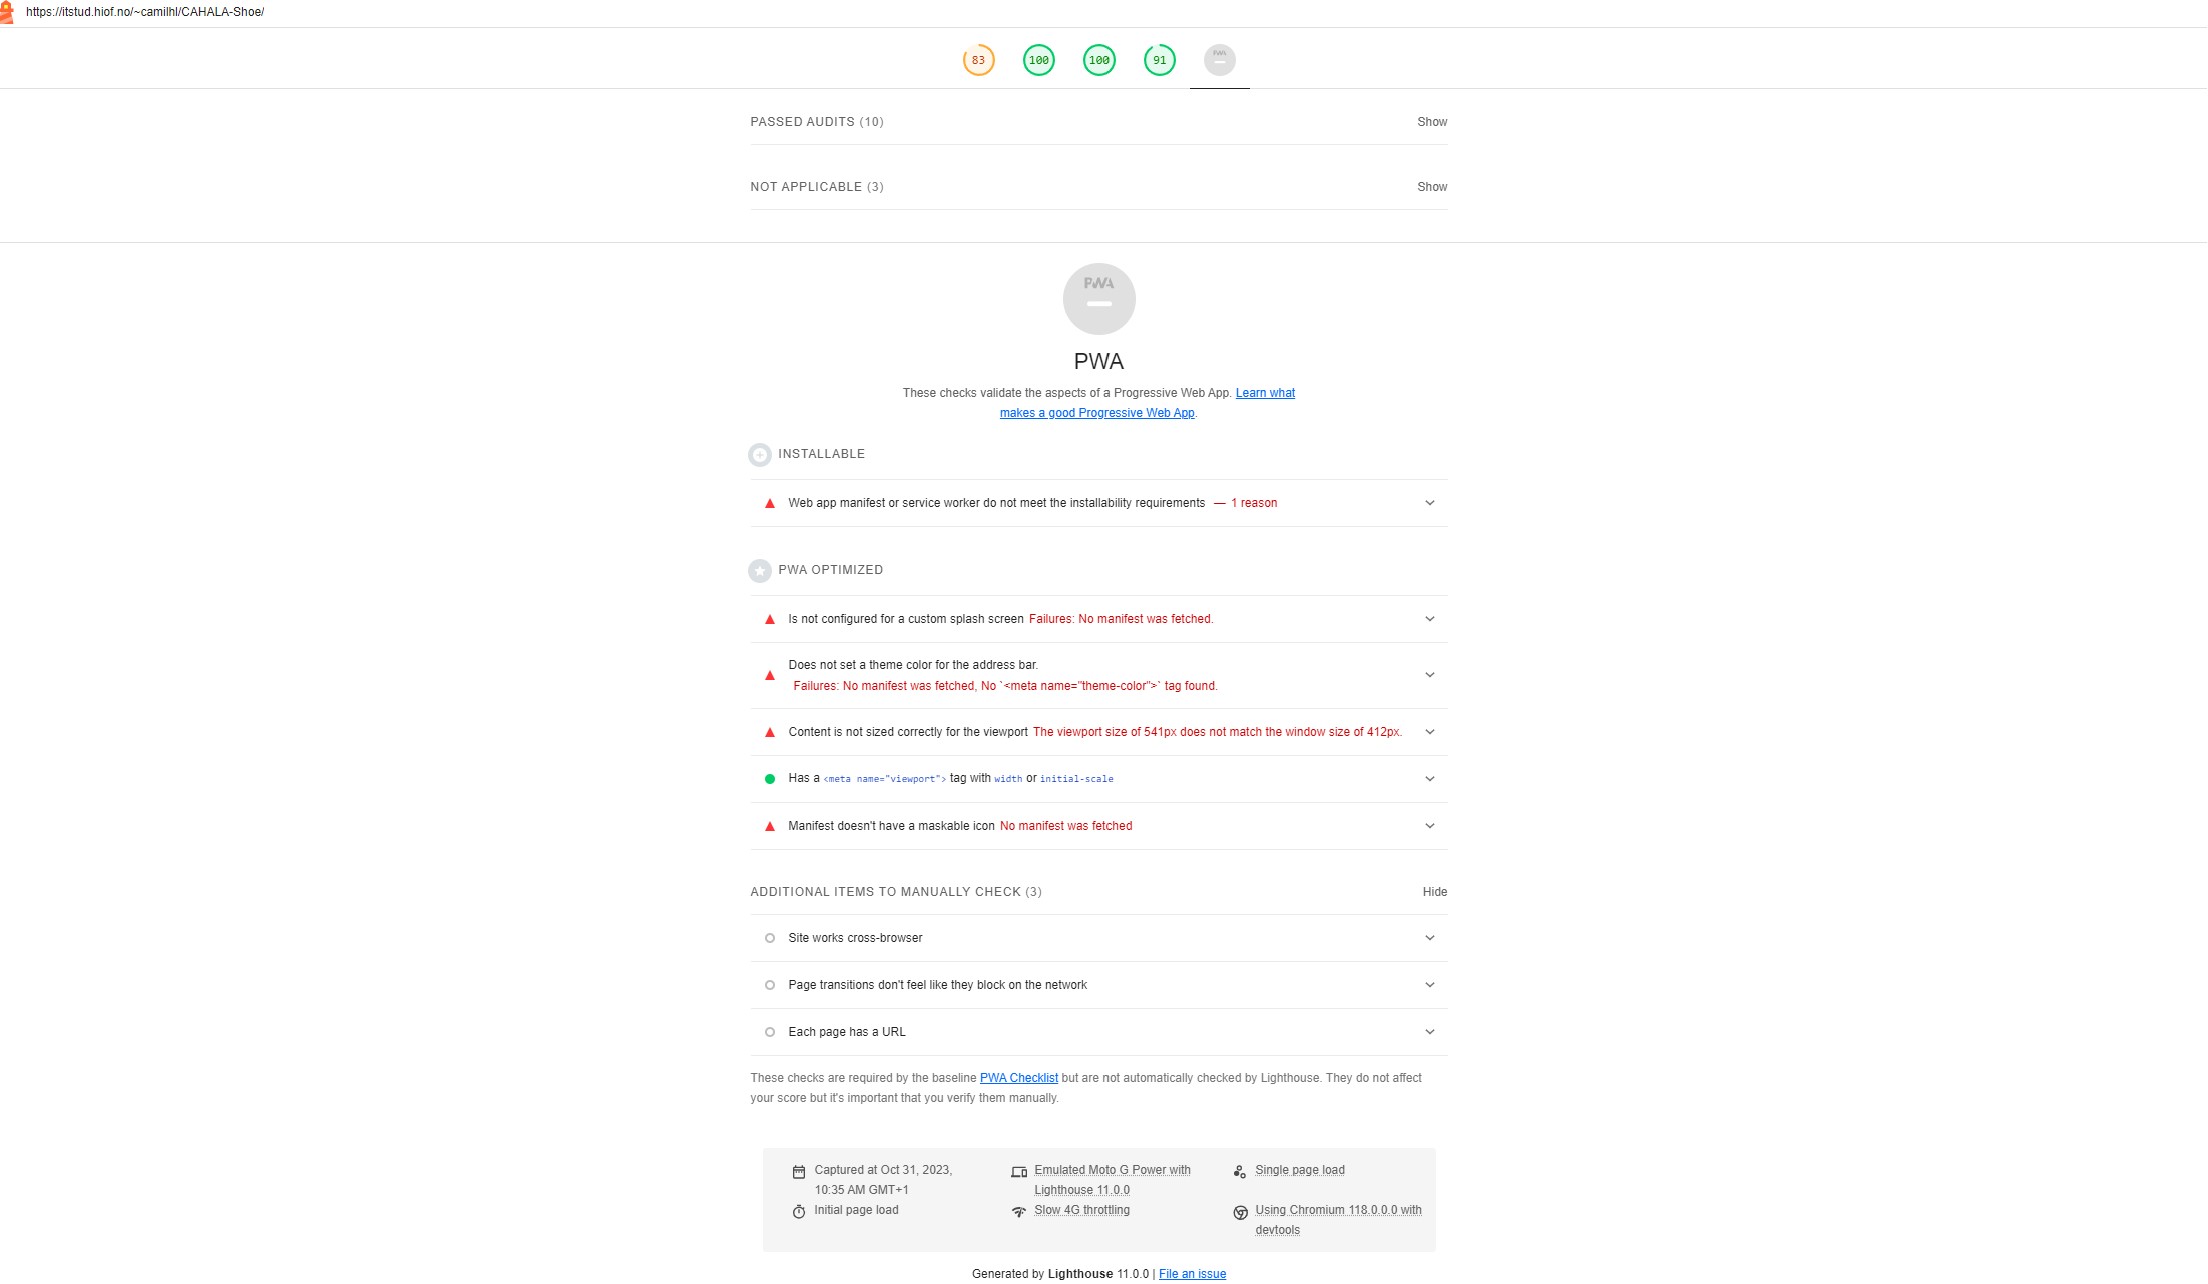 https://itstud.hiof.no/~camilhl/CAHALA-Shoe/
83 100 100 91 PWA
PASSED AUDITS (10) Show
NOT APPLICABLE (3) Show
PWA
PWA
These checks validate the aspects of a Progressive Web App. Learn what
makes a good Progressive Web App.
INSTALLABLE
Web app manifest or service worker do not meet the installability requirements — 1 reason
PWA OPTIMIZED
Is not configured for a custom splash screen Failures: No manifest was fetched.
Does not set a theme color for the address bar.
Failures: No manifest was fetched, No `<meta name="theme-color">` tag found.
Content is not sized correctly for the viewport The viewport size of 541px does not match the window size of 412px.
Has a <meta name="viewport"> tag with width or initial-scale
Manifest doesn't have a maskable icon No manifest was fetched
ADDITIONAL ITEMS TO MANUALLY CHECK (3) Hide
Site works cross-browser
Page transitions don't feel like they block on the network
Each page has a URL
These checks are required by the baseline PWA Checklist but are not automatically checked by Lighthouse. They do not affect
your score but it's important that you verify them manually.
Captured at Oct 31, 2023,
10:35 AM GMT+1
Emulated Moto G Power with
Lighthouse 11.0.0
Single page load
Initial page load
Slow 4G throttling
Using Chromium 118.0.0.0 with
devtools
Generated by Lighthouse 11.0.0 | File an issue